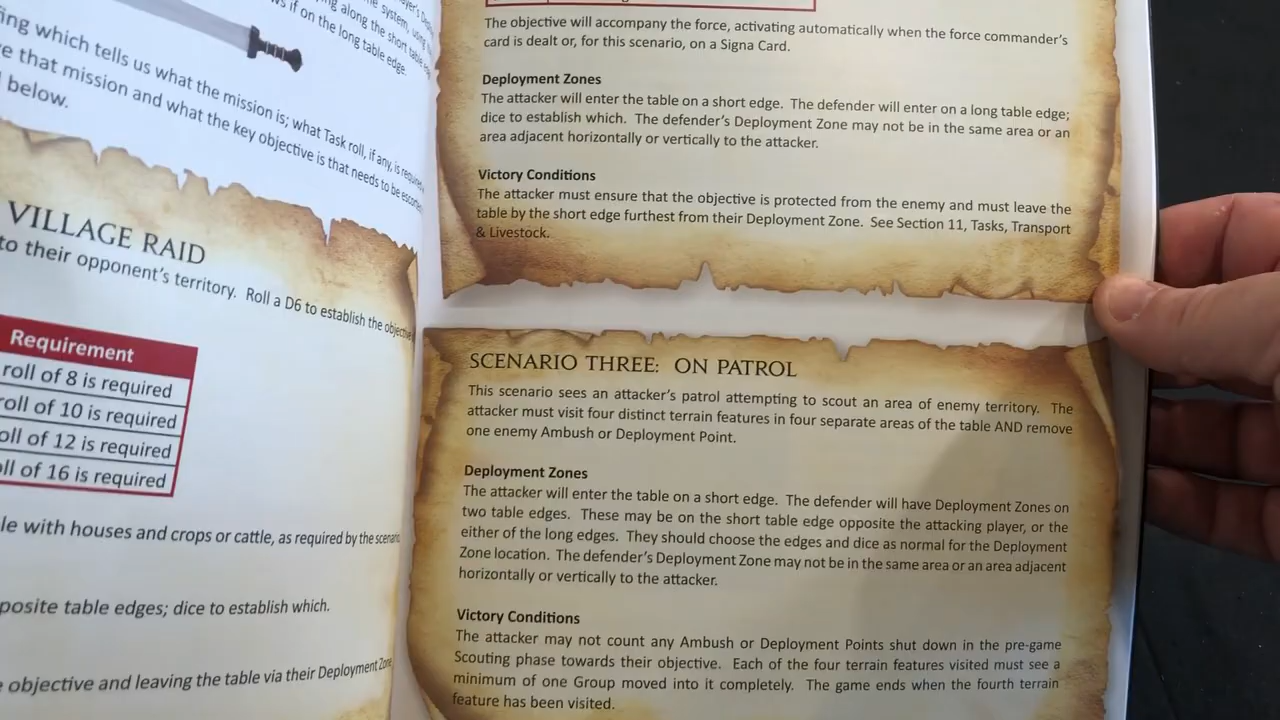 ing which tells us what the mission is; what Task roll, if any, is required
e that mission and what the key objective is that needs to be
below.
VILLAGE RAID
to their opponent's territory. Roll a D6 to establish the objective
Requirement
roll of 8 is required
roll of 10 is required
oll of 12 is required
ll of 16 is required
le with houses and crops or cattle, as required by the
posite table edges; dice to establish which.
e objective and leaving the table via their Deployment Zone
The objective will accompany the force, activating automatically when the force commander's
card is dealt or, for this scenario, on a Signa Card.
Deployment Zones
The attacker will enter the table on a short edge. The defender will enter on a long table edge;
dice to establish which. The defender's Deployment Zone may not be in the same area or an
area adjacent horizontally or vertically to the attacker.
Victory Conditions
The attacker must ensure that the objective is protected from the enemy and must leave the
table by the short edge furthest from their Deployment Zone. See Section 11, Tasks, Transport
& Livestock.
SCENARIO THREE: ON PATROL
This scenario sees an attacker's patrol attempting to scout an area of enemy territory. The
attacker must visit four distinct terrain features in four separate areas of the table AND remove
one enemy Ambush or Deployment Point.
Deployment Zones
The attacker will enter the table on a short edge. The defender will have Deployment Zones on
two table edges. These may be on the short table edge opposite the attacking player, or the
either of the long edges. They should choose the edges and dice as normal for the Deployment
Zone location. The defender's Deployment Zone may not be in the same area or an area adjacent
horizontally or vertically to the attacker.
Victory Conditions
The attacker may not count any Ambush or Deployment Points shut down in the pre-game
Scouting phase towards their objective. Each of the four terrain features visited must see a
minimum of one Group moved into it completely. The game ends when the fourth terrain
feature has been visited.